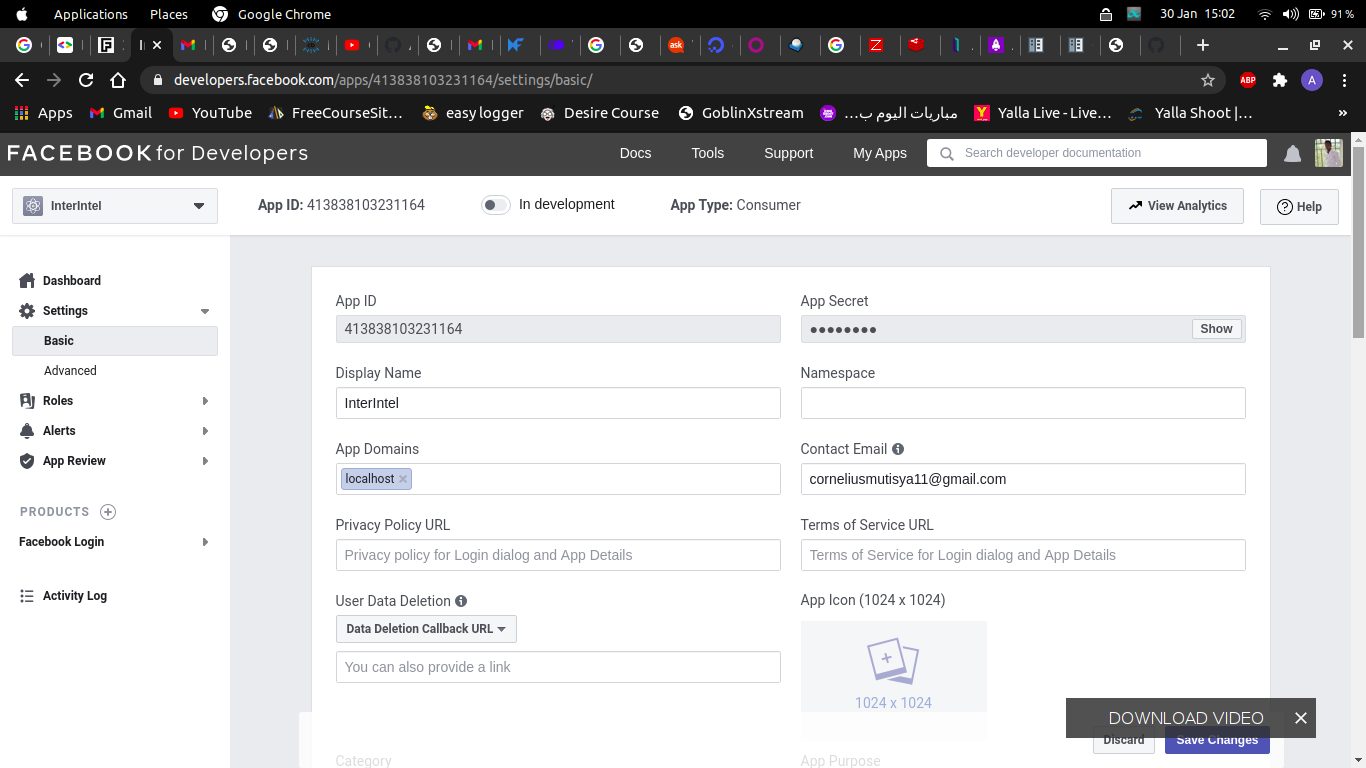 Applications Places Google Chrome 30 Jan 15:02 91 %
developers.facebook.com/apps/413838103231164/settings/basic/ ABP A
Apps Gmail YouTube FreeCourseSit… easy logger Desire Course GoblinXstream مباريات اليوم ب… Yalla Live - Live… Yalla Shoot |… »
FACEBOOK for Developers Docs Tools Support My Apps Search developer documentation
InterIntel App ID: 413838103231164 In development App Type: Consumer View Analytics Help
Dashboard
Settings
Basic
Advanced
Roles
Alerts
App Review
PRODUCTS
Facebook Login
Activity Log
App ID App Secret
413838103231164 ●●●●●●●● Show
Display Name Namespace
InterIntel
App Domains Contact Email
localhost corneliusmutisya11@gmail.com
Privacy Policy URL Terms of Service URL
Privacy policy for Login dialog and App Details Terms of Service for Login dialog and App Details
User Data Deletion App Icon (1024 x 1024)
Data Deletion Callback URL
You can also provide a link
1024 x 1024
DOWNLOAD VIDEO
Discard Save Changes
Category App Purpose